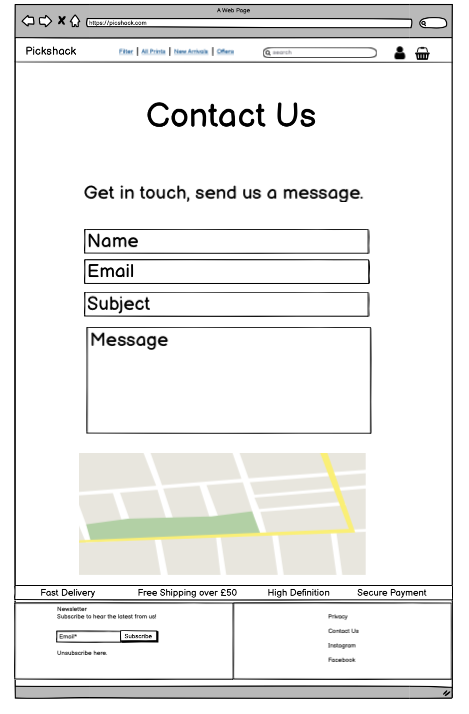 A Web Page
https://picshack.com
Pickshack
Filter | All Prints | New Arrivals | Offers
search
Contact Us
Get in touch, send us a message.
Name
Email
Subject
Message
Fast Delivery Free Shipping over £50 High Definition Secure Payment
Newsletter
Subscribe to hear the latest from us!
Email* Subscribe
Unsubscribe here.
Privacy
Contact Us
Instagram
Facebook